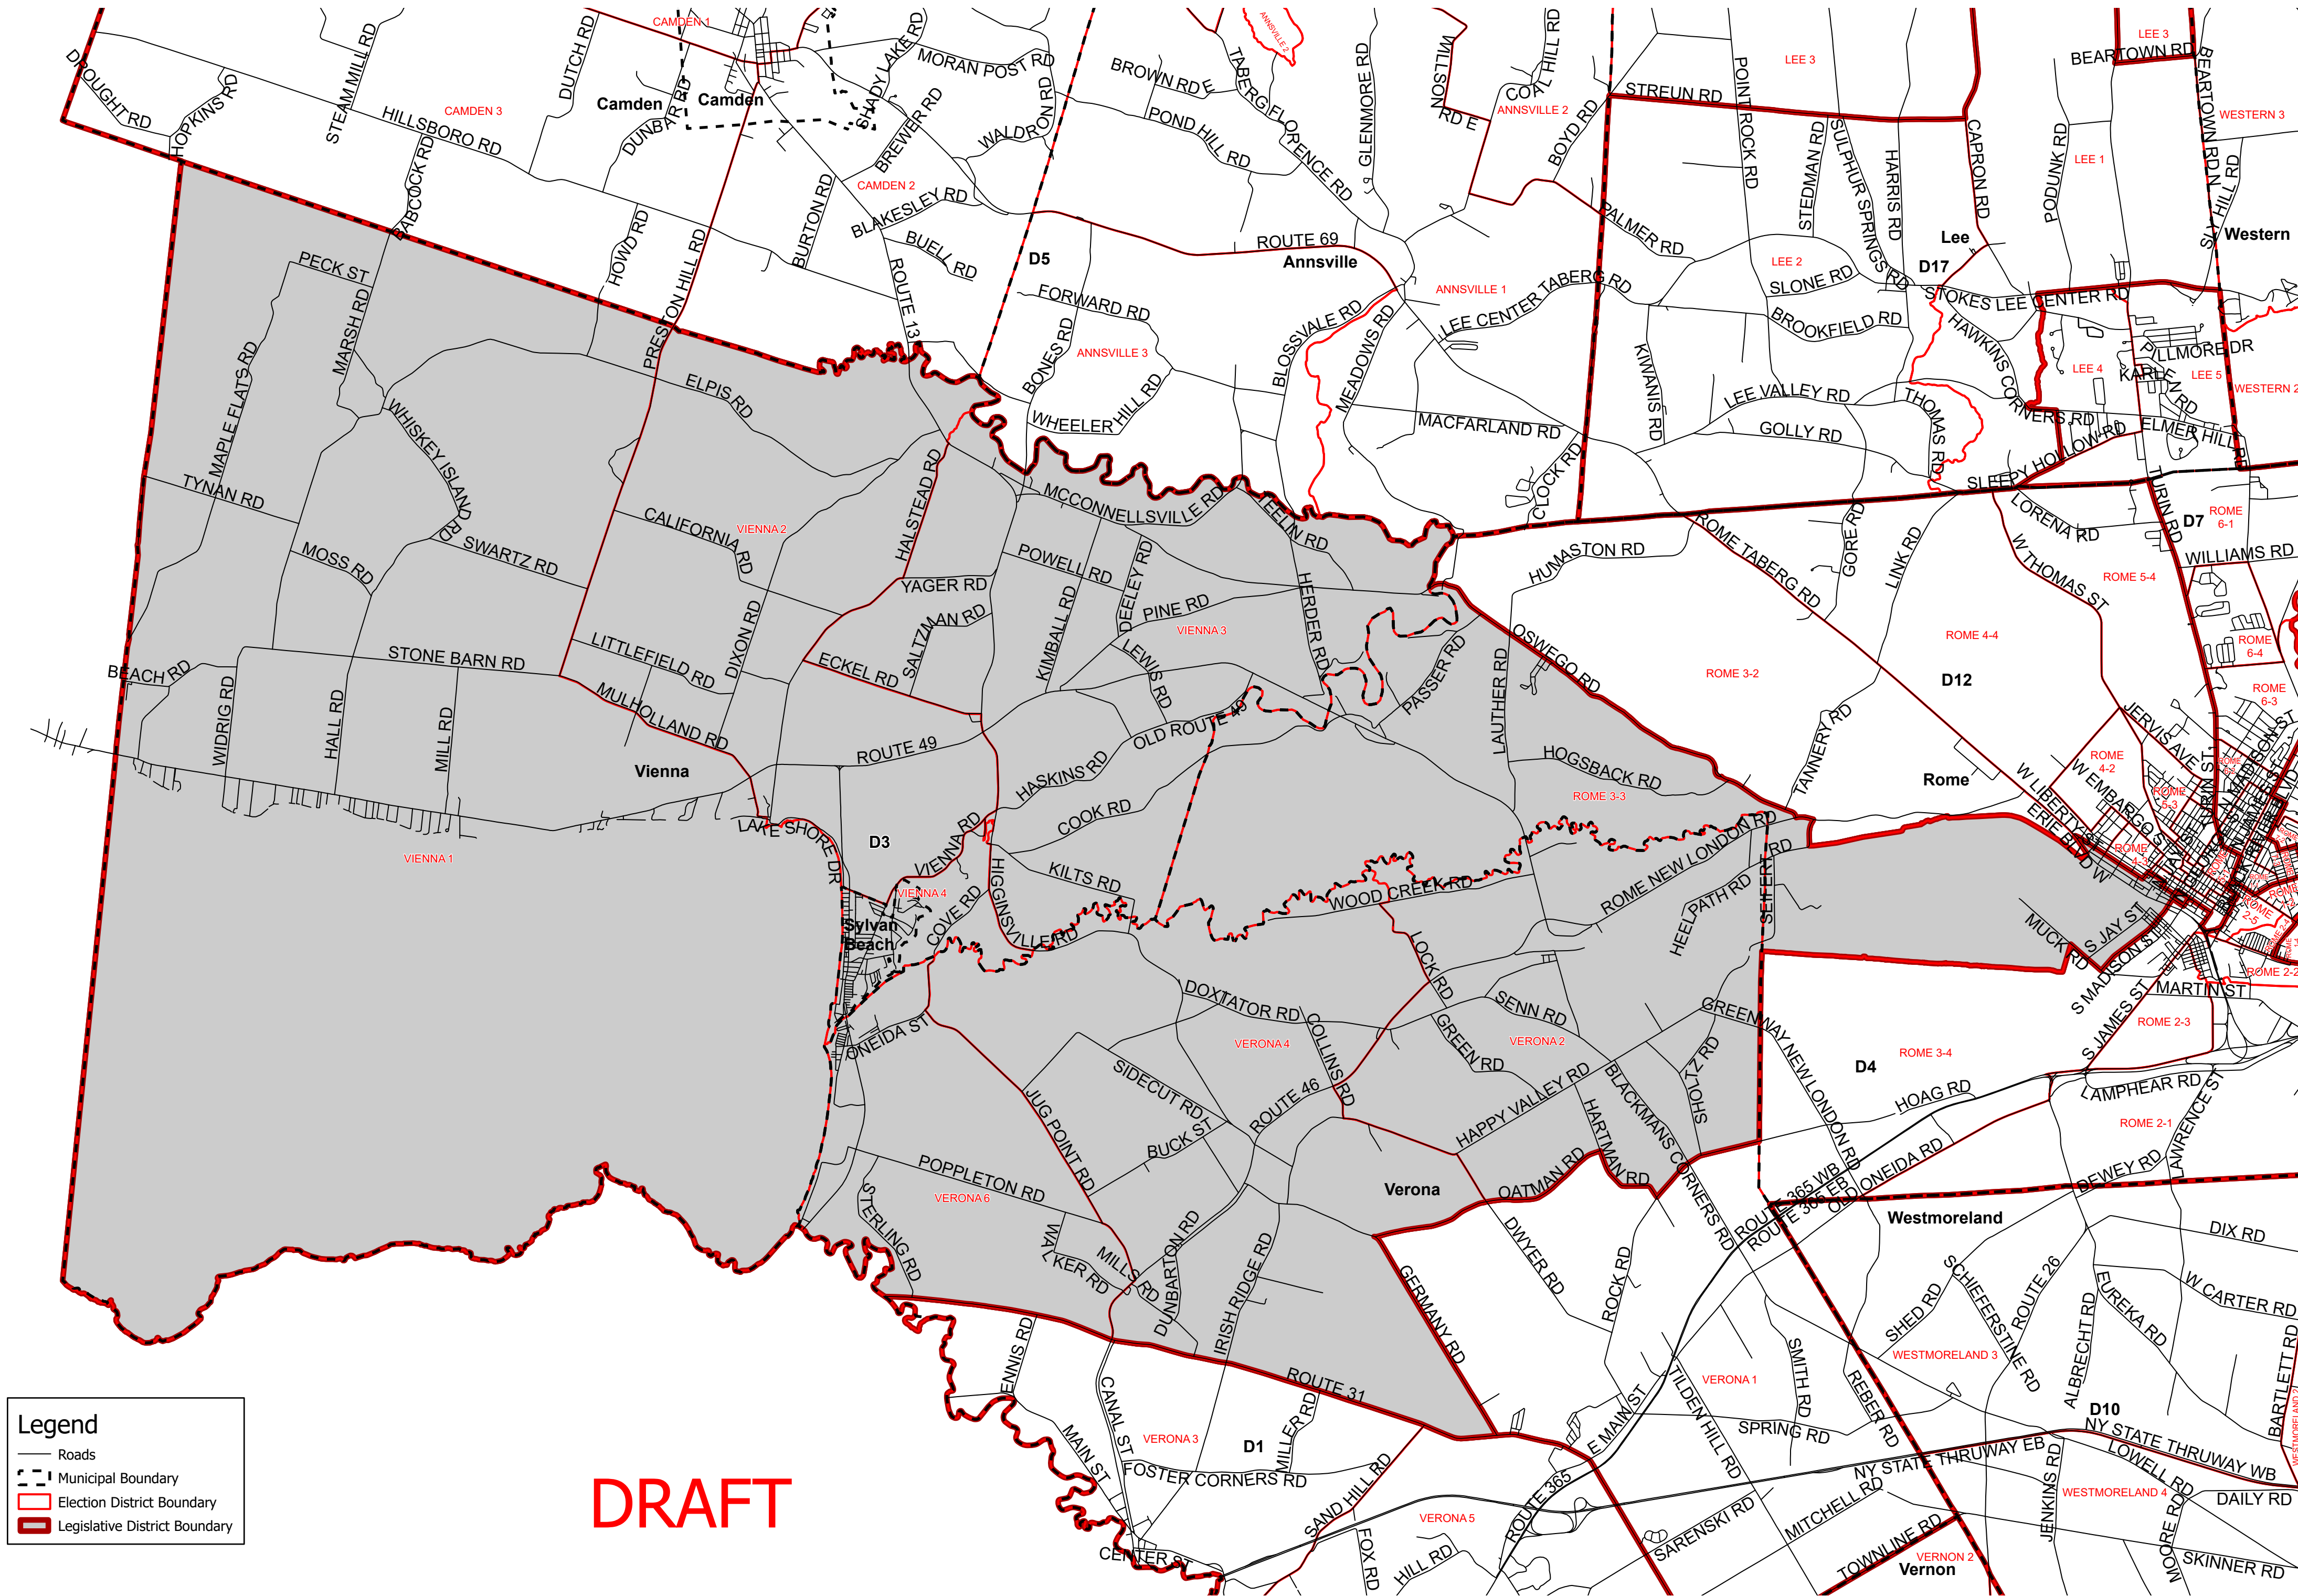 CAMDEN 1
DROUGHT RD
HOPKINS RD
STEAM MILL RD
DUTCH RD
CAMDEN 3
HILLSBORO RD
Camden
Camden
DUNBAR RD
SHADY LAKE RD
MORAN POST RD
BREWER RD
WALDRON RD
CAMDEN 2
BLAKESLEY RD
BURTON RD
BUELL RD
BABCOCK RD
HOWD RD
PRESTON HILL RD
ROUTE 13
D5
BROWN RD E
TABERG FLORENCE RD
ANNSVILLE 2
POND HILL RD
GLENMORE RD
WILLSON RD E
COAL HILL RD
ANNSVILLE 2
BOYD RD
ROUTE 69
Annsville
ANNSVILLE 1
FORWARD RD
BONES RD
ANNSVILLE 3
BLOSSVALE RD
MEADOWS RD
LEE CENTER TABERG RD
WHEELER HILL RD
MACFARLAND RD
CLOCK RD
STREUN RD
LEE 3
POINT ROCK RD
STEDMAN RD
SULPHUR SPRINGS RD
HARRIS RD
CAPRON RD
PALMER RD
LEE 2
SLONE RD
BROOKFIELD RD
KIWANIS RD
LEE VALLEY RD
GOLLY RD
THOMAS RD
Lee
D17
STOKES LEE CENTER RD
HAWKINS CORNERS RD
LEE 3
BEARTOWN RD
BEARTOWN RD N
WESTERN 3
LEE 1
PODUNK RD
Western
PILLMORE DR
LEE 4
LEE 5
KARLEN RD
WESTERN 2
ELMER HILL RD
SLEEPY HOLLOW RD
TURIN RD
D7
ROME 6-1
WILLIAMS RD
LORENA RD
W THOMAS ST
ROME 5-4
ROME 6-4
ROME 6-3
PECK ST
MARSH RD
MAPLE FLATS RD
WHISKEY ISLAND RD
ELPIS RD
TYNAN RD
MOSS RD
SWARTZ RD
CALIFORNIA RD
VIENNA 2
HALSTEAD RD
MCCONNELLSVILLE RD
TEELIN RD
POWELL RD
YAGER RD
DEELEY RD
PINE RD
VIENNA 3
HERDER RD
SALTZMAN RD
KIMBALL RD
LEWIS RD
DIXON RD
LITTLEFIELD RD
ECKEL RD
STONE BARN RD
BEACH RD
WIDRIG RD
HALL RD
MILL RD
MULHOLLAND RD
Vienna
ROUTE 49
HASKINS RD
OLD ROUTE 49
COOK RD
PASSER RD
HUMASTON RD
ROME TABERG RD
GORE RD
LINK RD
OSWEGO RD
LAUTHER RD
ROME 3-2
ROME 4-4
D12
TANNERY RD
HOGSBACK RD
ROME 3-3
Rome
JERVIS AVE
ROME 4-2
W EMBARGO ST
ROME 5-3
W LIBERTY ST
ERIE BLVD W
ROME 4-3
ROME 2-5
LAKE SHORE DR
D3
VIENNA RD
VIENNA 1
VIENNA 4
Sylvan Beach
COVE RD
HIGGINSVILLE RD
KILTS RD
WOOD CREEK RD
ROME NEW LONDON RD
SEIFERT RD
HEELPATH RD
LOCK RD
MUCK RD
S JAY ST
S MADISON ST
ROME 2-2
MARTIN ST
ROME 2-3
S JAMES ST
ONEIDA ST
DOXTATOR RD
COLLINS RD
VERONA 4
SENN RD
GREEN RD
VERONA 2
GREENWAY NEW LONDON RD
SHOLTZ RD
BLACKMANS CORNERS RD
D4
ROME 3-4
HOAG RD
LAMPHEAR RD
LAWRENCE ST
ROME 2-1
SIDECUT RD
JUG POINT RD
ROUTE 46
BUCK ST
HAPPY VALLEY RD
HARTMAN RD
OATMAN RD
POPPLETON RD
VERONA 6
STERLING RD
WALKER RD
MILLS RD
DUNBARTON RD
IRISH RIDGE RD
Verona
DWYER RD
ROCK RD
ROUTE 365 WB
ROUTE 365 EB
OLD ONEIDA RD
DEWEY RD
Westmoreland
DIX RD
W CARTER RD
EUREKA RD
ALBRECHT RD
ROUTE 26
SCHIEFERSTINE RD
SHED RD
WESTMORELAND 3
BARTLETT RD
WESTMORELAND 2
GERMANY RD
ROUTE 31
ENNIS RD
CANAL ST
MAIN ST
VERONA 3
D1
MILLER RD
FOSTER CORNERS RD
SAND HILL RD
CENTER ST
FOX RD
HILL RD
VERONA 5
ROUTE 365
E MAIN ST
TILDEN HILL RD
VERONA 1
SMITH RD
SPRING RD
REBER RD
SARENSKI RD
MITCHELL RD
TOWNLINE RD
VERNON 2
Vernon
D10
NY STATE THRUWAY EB
NY STATE THRUWAY WB
JENKINS RD
LOWELL RD
WESTMORELAND 4
DAILY RD
MOORE RD
SKINNER RD
Legend
Roads
Municipal Boundary
Election District Boundary
Legislative District Boundary
DRAFT